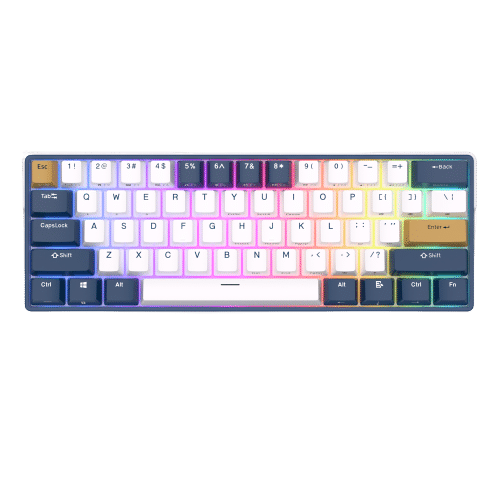 Esc 1! 2@ 3# 4$ 5% 6^ 7& 8* 9( 0) -_ =+ ←Back
Tab Q W E R T Y U I O P [{ ]} \|
CapsLock A S D F G H J K L ;: '" Enter
⇧Shift Z X C V B N M ,< .> /? ⇧Shift
Ctrl Alt Alt Ctrl Fn